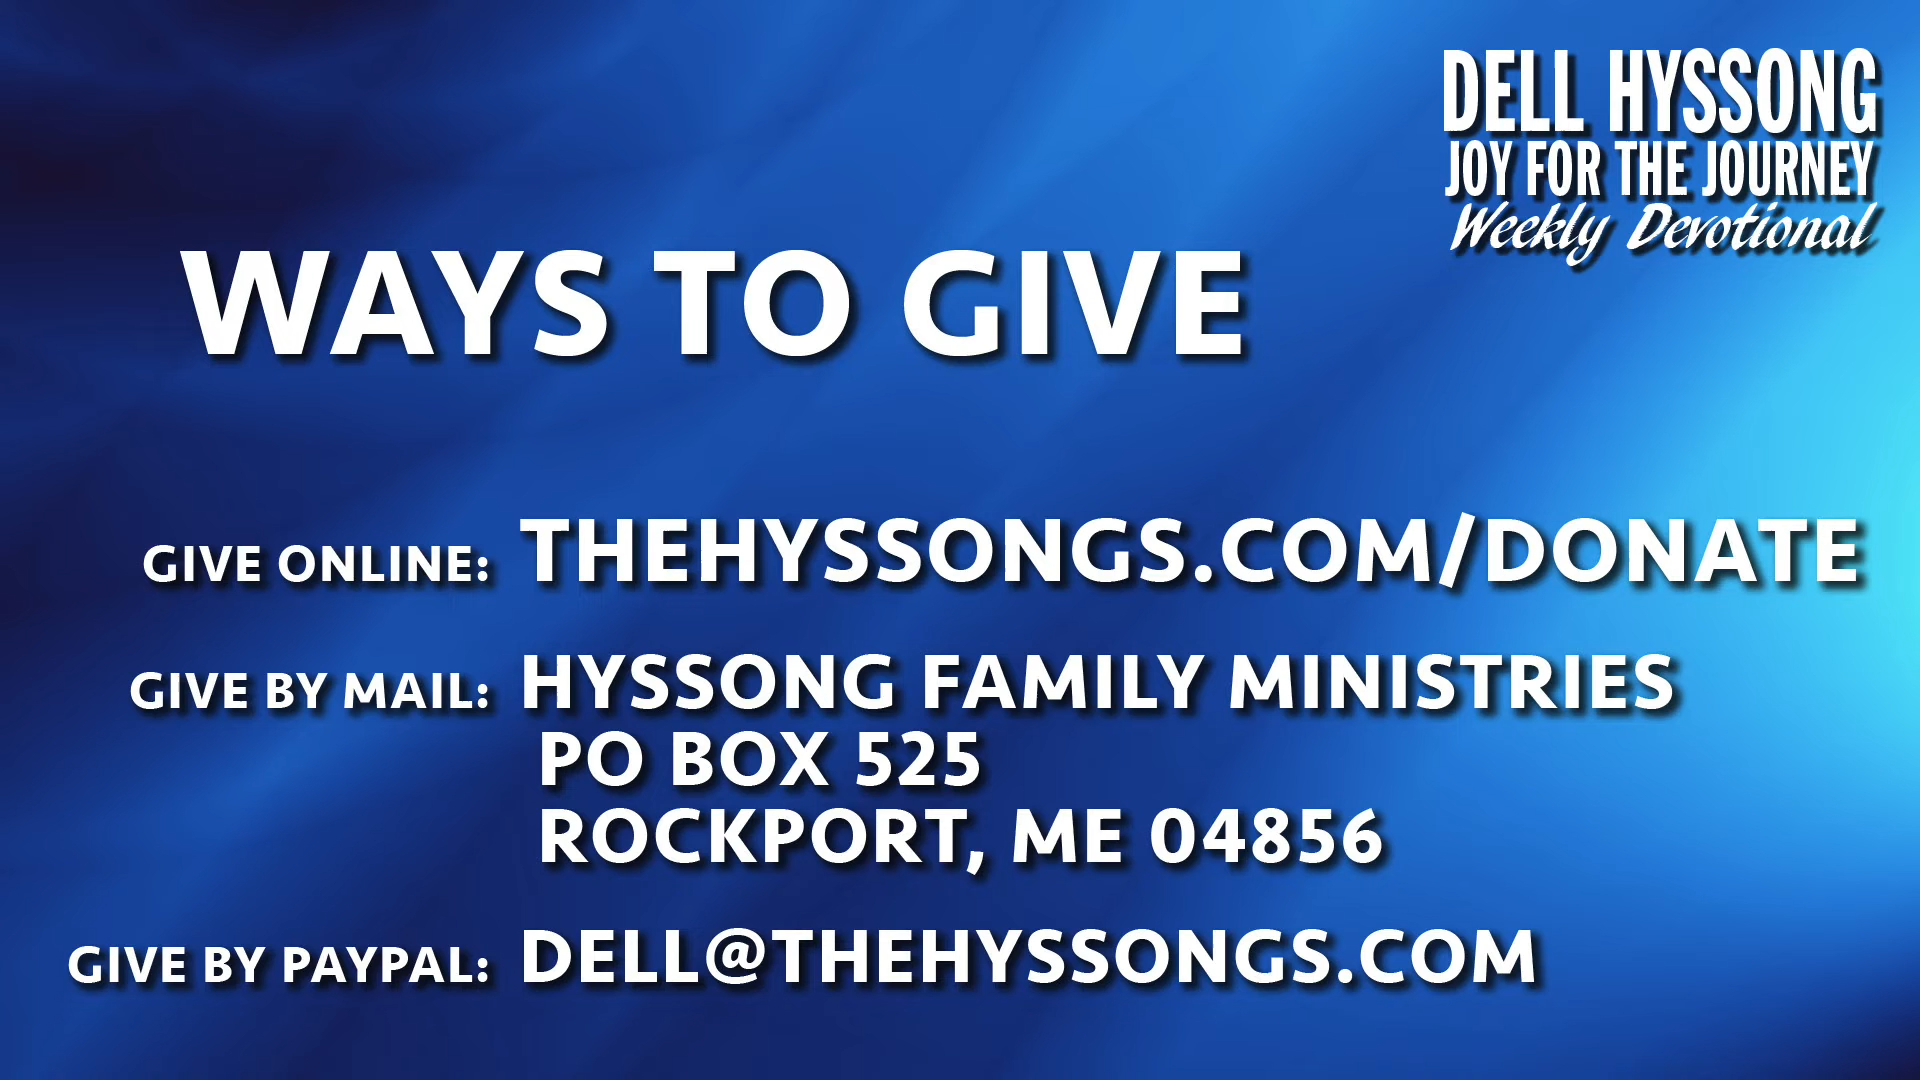 DELL HYSSONG
JOY FOR THE JOURNEY
Weekly Devotional
WAYS TO GIVE
GIVE ONLINE: THEHYSSONGS.COM/DONATE
GIVE BY MAIL: HYSSONG FAMILY MINISTRIES
PO BOX 525
ROCKPORT, ME 04856
GIVE BY PAYPAL: DELL@THEHYSSONGS.COM